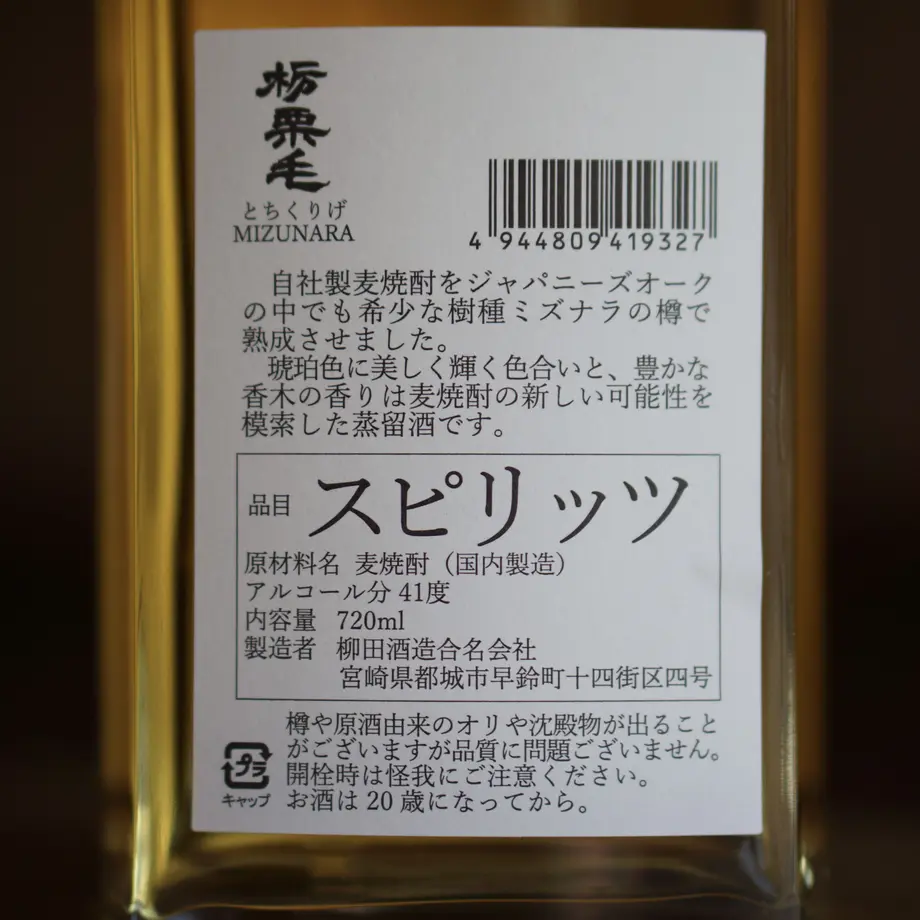 栃栗毛
とちくりげ
MIZUNARA
4 944809 419327
自社製麦焼酎をジャパニーズオーク
の中でも希少な樹種ミズナラの樽で
熟成させました。
琥珀色に美しく輝く色合いと、豊かな
香木の香りは麦焼酎の新しい可能性を
模索した蒸留酒です。
品目 スピリッツ
原材料名 麦焼酎（国内製造）
アルコール分 41度
内容量 720ml
製造者 柳田酒造合名会社
宮崎県都城市早鈴町十四街区四号
樽や原酒由来のオリや沈殿物が出ること
がございますが品質に問題ございません。
開栓時は怪我にご注意ください。
お酒は20歳になってから。
プラ
キャップ